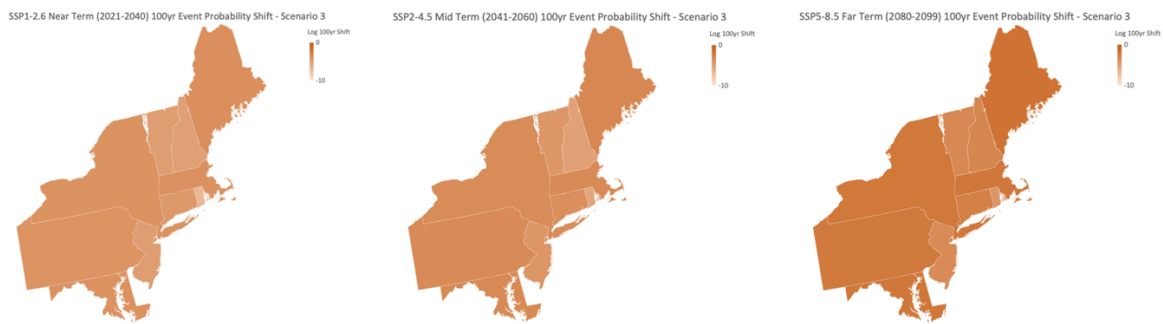 SSP1-2.6 Near Term (2021-2040) 100yr Event Probability Shift - Scenario 3
Log 100yr Shift
0
-10
SSP2-4.5 Mid Term (2041-2060) 100yr Event Probability Shift - Scenario 3
Log 100yr Shift
0
-10
SSP5-8.5 Far Term (2080-2099) 100yr Event Probability Shift - Scenario 3
Log 100yr Shift
0
-10